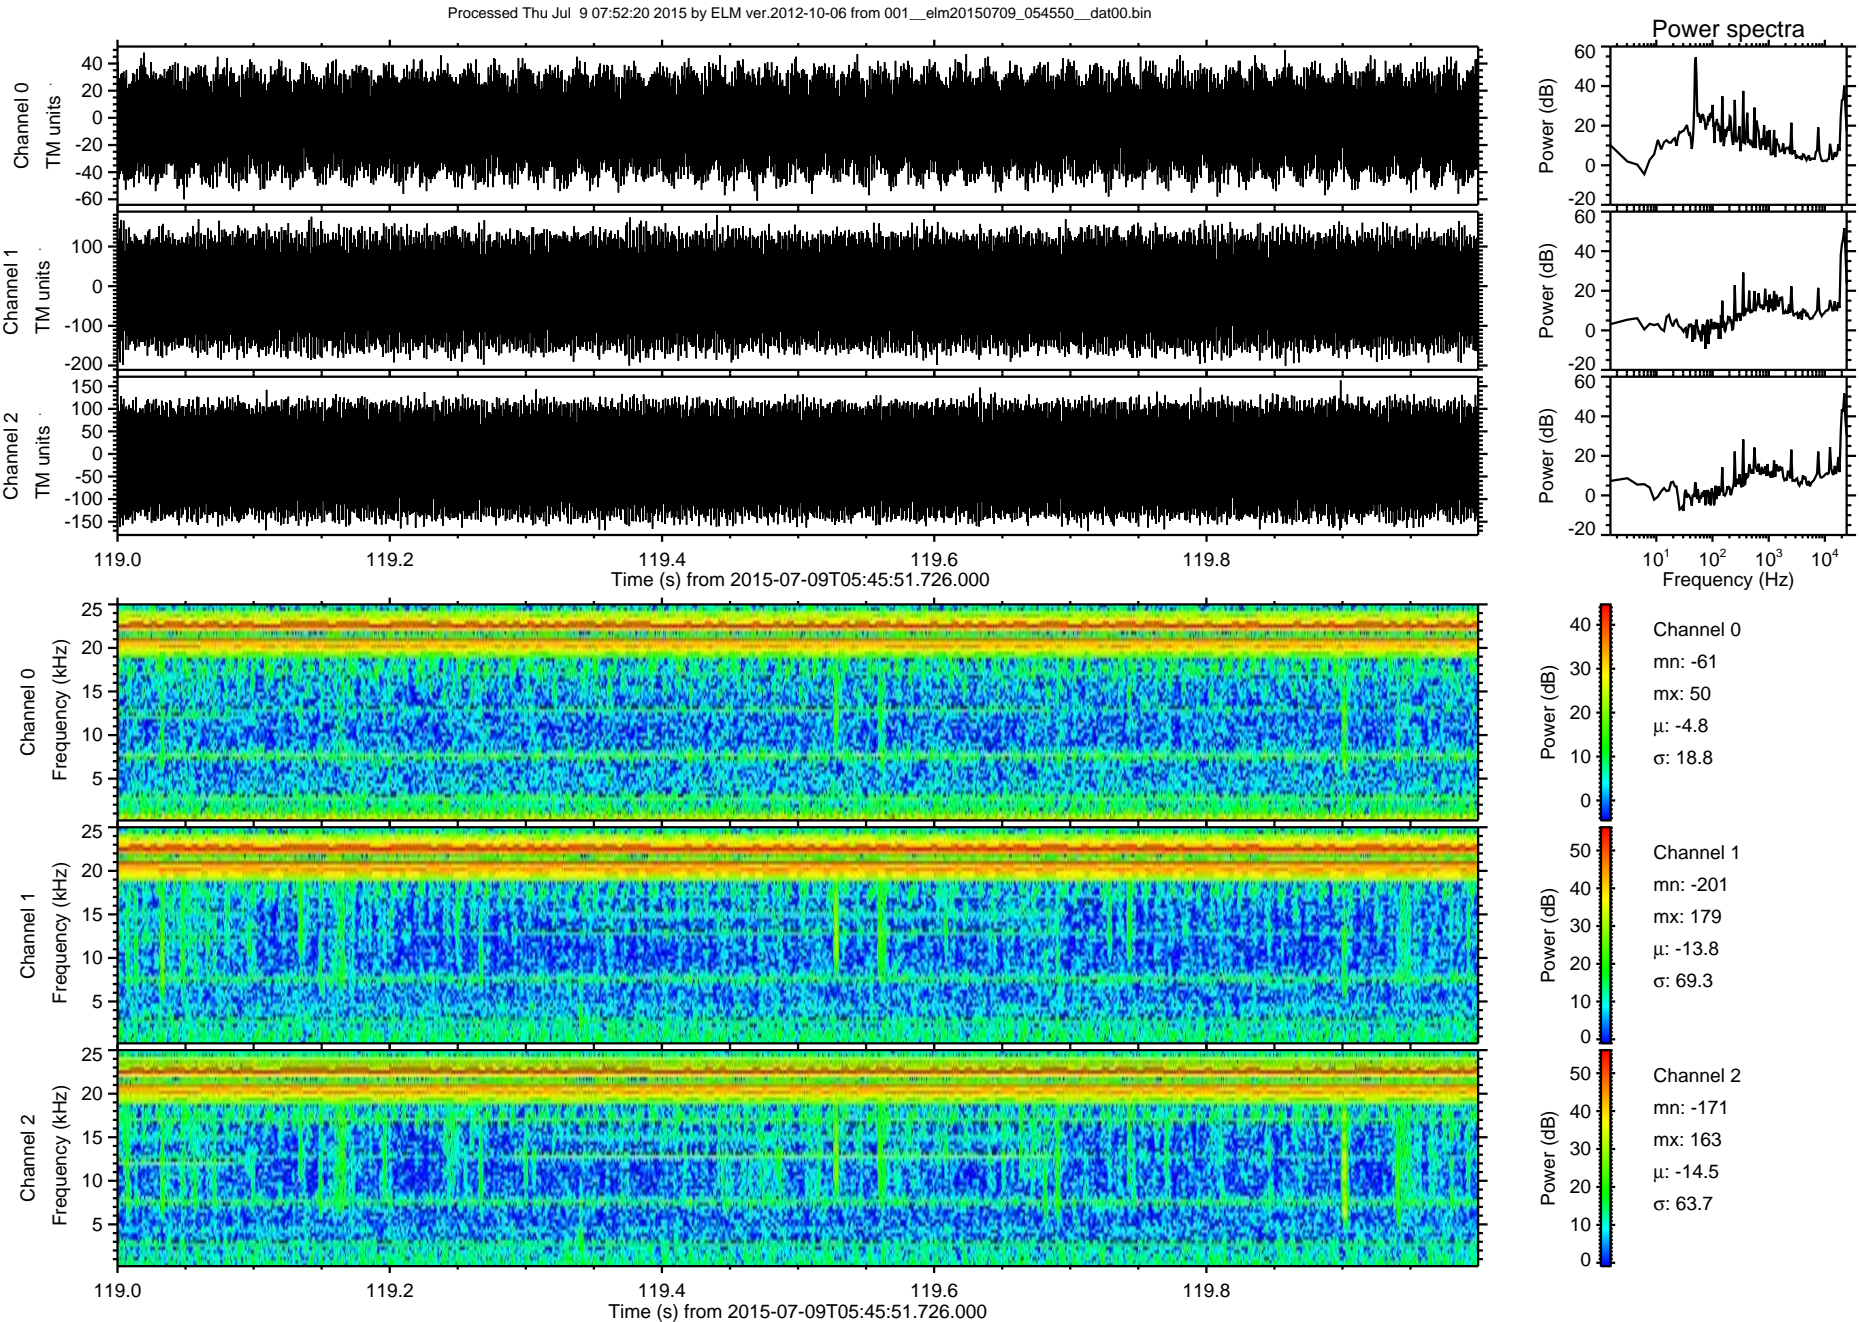 Processed Thu Jul  9 07:52:20 2015 by ELM ver.2012-10-06 from 001__elm20150709_054550__dat00.bin
Power spectra
Channel 0
TM units
40
20
0
-20
-40
-60
Power (dB)
60
40
20
0
-20
Channel 1
TM units
100
0
-100
-200
Power (dB)
60
40
20
0
-20
Channel 2
TM units
150
100
50
0
-50
-100
-150
Power (dB)
60
40
20
0
-20
119.0 119.2 119.4 119.6 119.8
Time (s) from 2015-07-09T05:45:51.726.000
10^1 10^2 10^3 10^4
Frequency (Hz)
Channel 0
Frequency (kHz)
25
20
15
10
5
Power (dB)
40
30
20
10
0
Channel 0
mn: -61
mx: 50
μ: -4.8
σ: 18.8
Channel 1
Frequency (kHz)
25
20
15
10
5
Power (dB)
50
40
30
20
10
0
Channel 1
mn: -201
mx: 179
μ: -13.8
σ: 69.3
Channel 2
Frequency (kHz)
25
20
15
10
5
Power (dB)
50
40
30
20
10
0
Channel 2
mn: -171
mx: 163
μ: -14.5
σ: 63.7
119.0 119.2 119.4 119.6 119.8
Time (s) from 2015-07-09T05:45:51.726.000